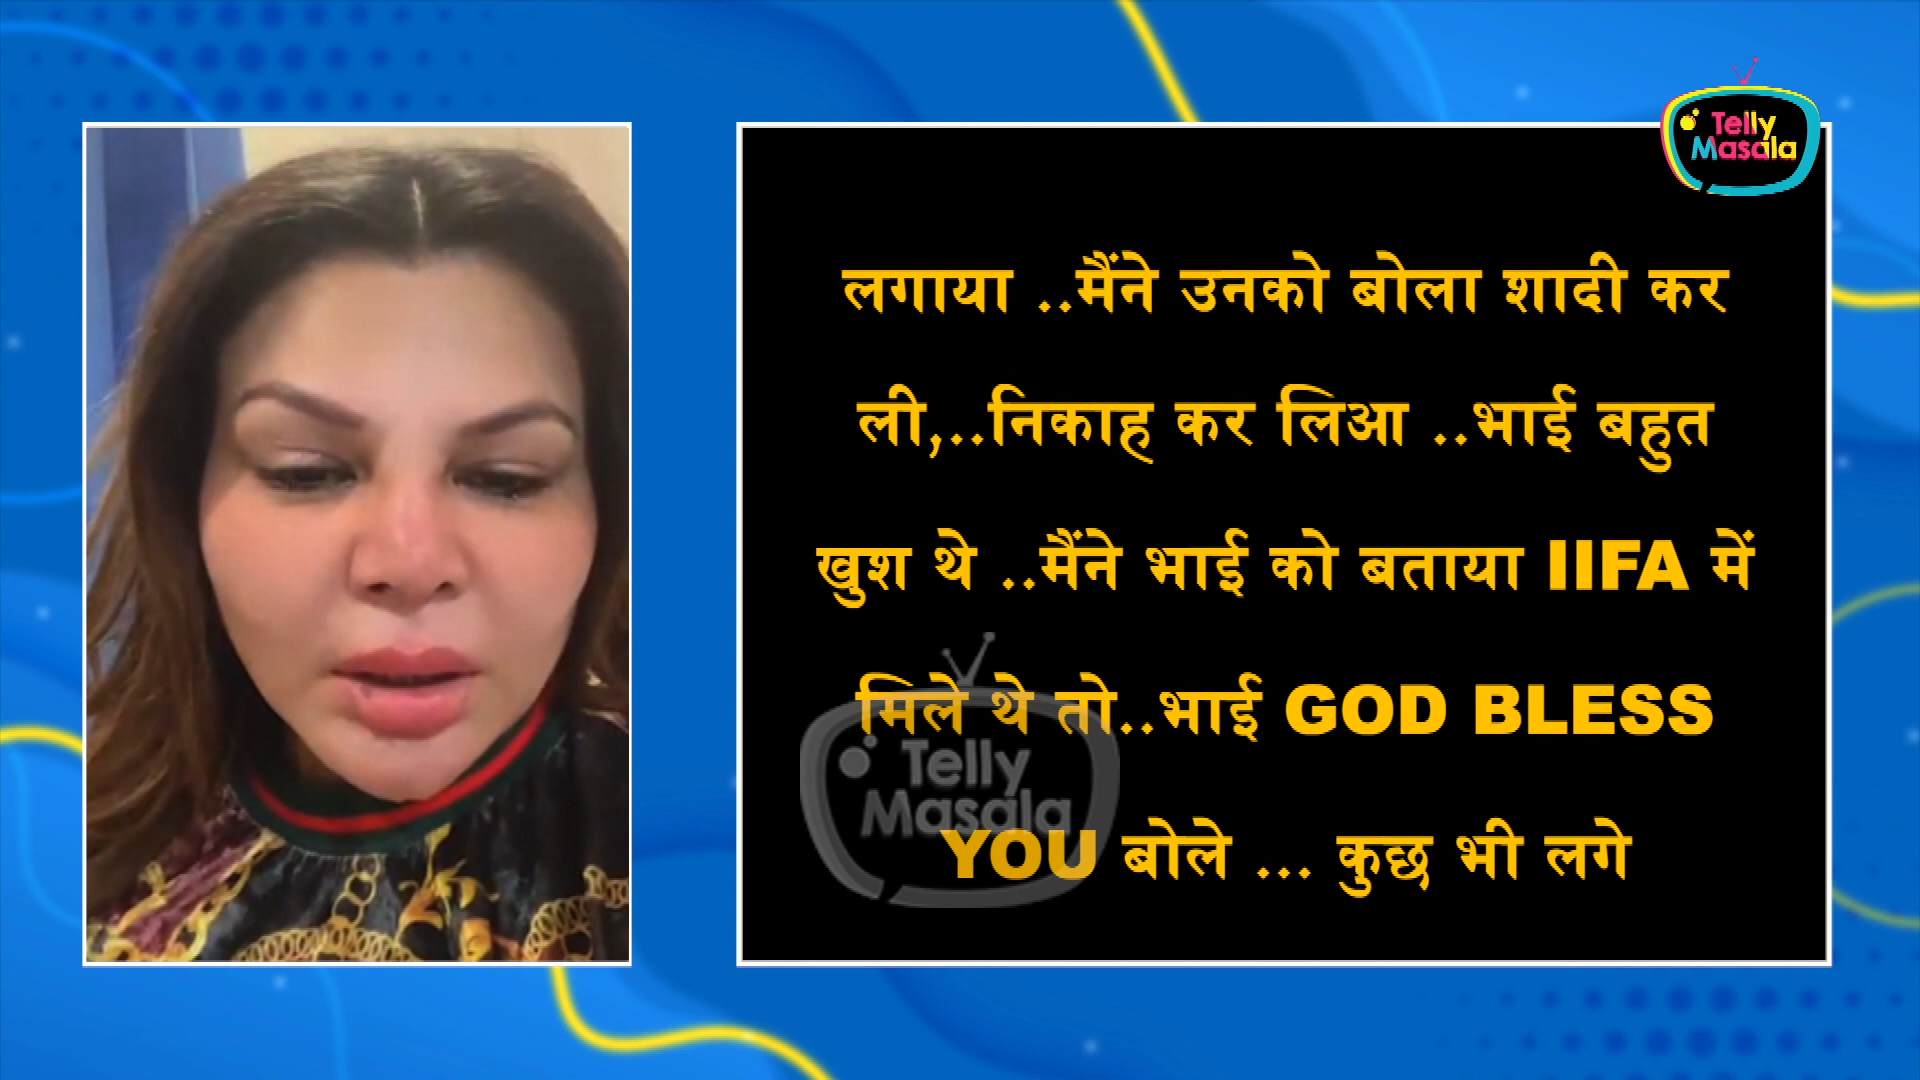 Telly
Masala
लगाया ..मैंने उनको बोला शादी कर
ली,..निकाह कर लिआ ..भाई बहुत
खुश थे ..मैंने भाई को बताया IIFA में
मिले थे तो..भाई GOD BLESS
YOU बोले ... कुछ भी लगे
Telly
Masala